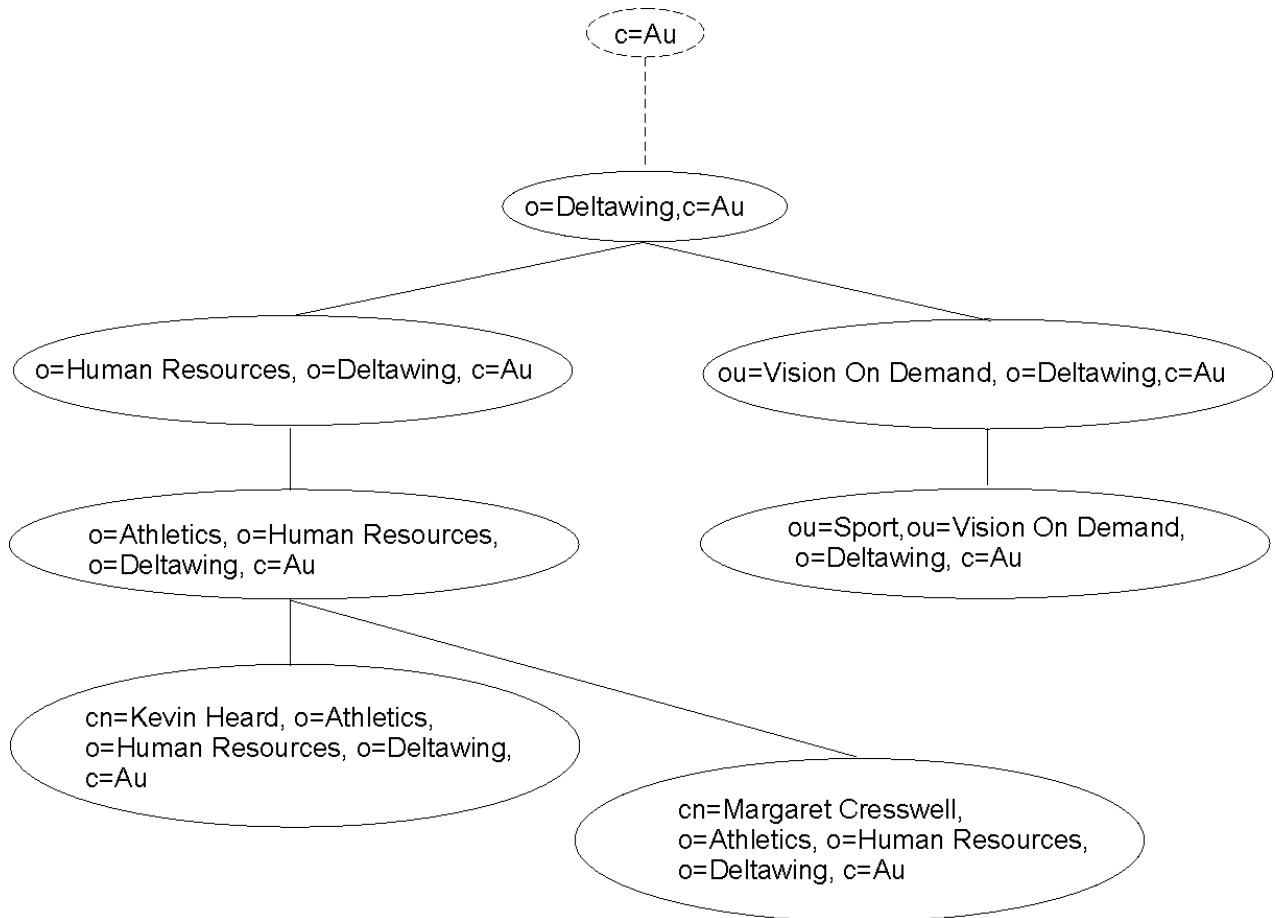 c=Au
o=Deltawing,c=Au
o=Human Resources, o=Deltawing, c=Au
ou=Vision On Demand, o=Deltawing,c=Au
o=Athletics, o=Human Resources,
o=Deltawing, c=Au
ou=Sport,ou=Vision On Demand,
o=Deltawing, c=Au
cn=Kevin Heard, o=Athletics,
o=Human Resources, o=Deltawing,
c=Au
cn=Margaret Cresswell,
o=Athletics, o=Human Resources,
o=Deltawing, c=Au